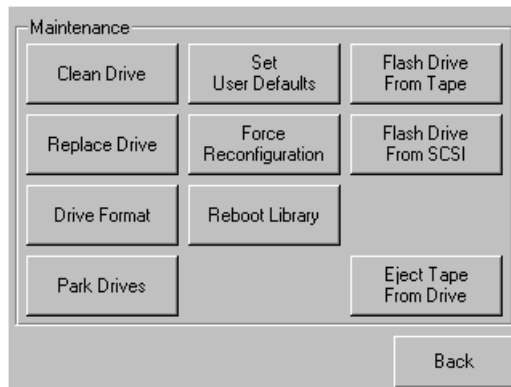 Maintenance
Clean Drive
Set
User Defaults
Flash Drive
From Tape
Replace Drive
Force
Reconfiguration
Flash Drive
From SCSI
Drive Format
Reboot Library
Park Drives
Eject Tape
From Drive
Back